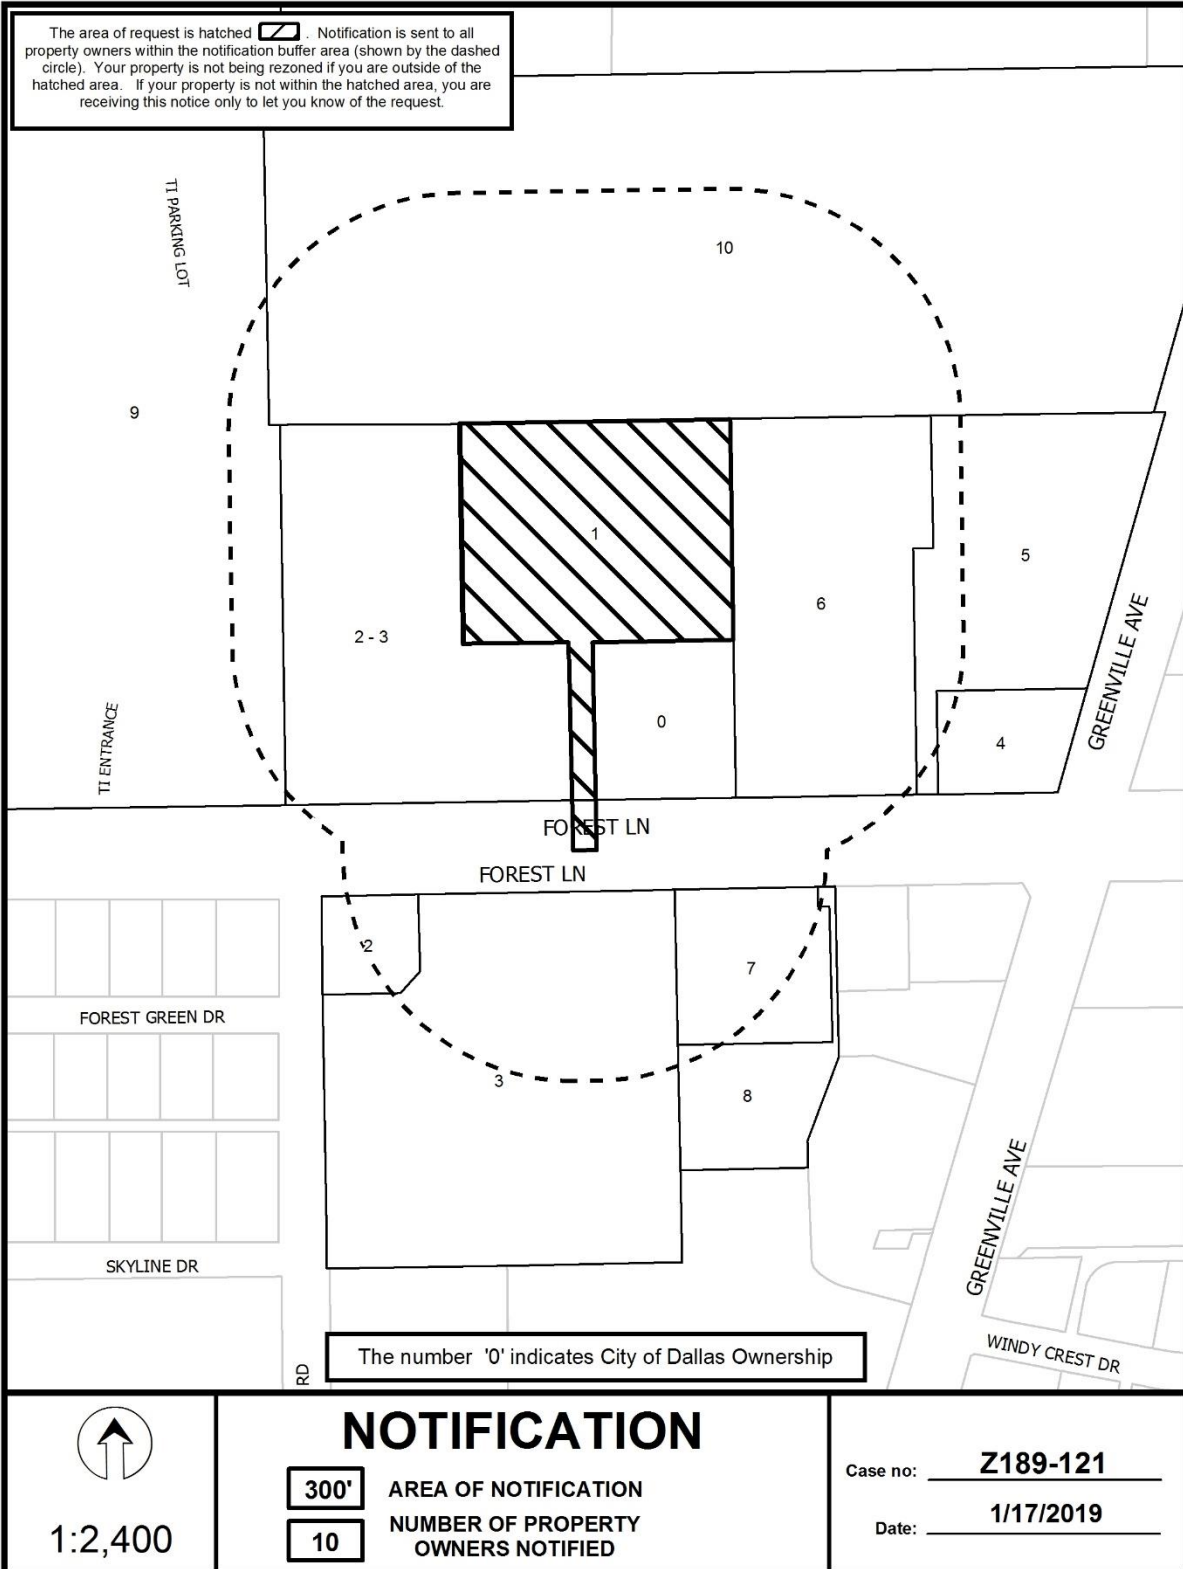 The area of request is hatched . Notification is sent to all
property owners within the notification buffer area (shown by the dashed
circle). Your property is not being rezoned if you are outside of the
hatched area. If your property is not within the hatched area, you are
receiving this notice only to let you know of the request.
TI PARKING LOT
10
9
1
5
6
2 - 3
GREENVILLE AVE
TI ENTRANCE
0
4
FOREST LN
FOREST LN
2
7
FOREST GREEN DR
3
8
GREENVILLE AVE
SKYLINE DR
WINDY CREST DR
RD
The number '0' indicates City of Dallas Ownership
1:2,400
NOTIFICATION
300' AREA OF NOTIFICATION
10 NUMBER OF PROPERTY
OWNERS NOTIFIED
Case no: Z189-121
Date: 1/17/2019